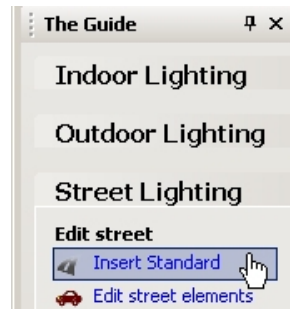 The Guide
Indoor Lighting
Outdoor Lighting
Street Lighting
Edit street
Insert Standard
Edit street elements